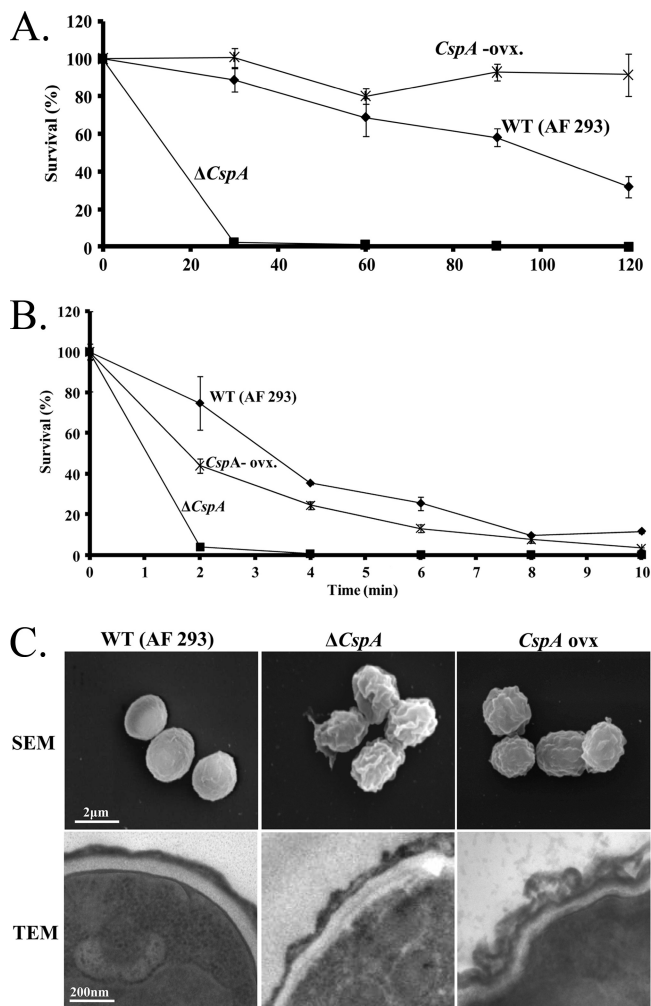 A.
120
100
80
60
40
20
0
Survival (%)
CspA -ovx.
WT (AF 293)
ΔCspA
0 20 40 60 80 100 120
B.
120
100
80
60
40
20
0
Survival (%)
WT (AF 293)
CspA- ovx.
ΔCspA
0 1 2 3 4 5 6 7 8 9 10
Time (min)
C.
WT (AF 293) ΔCspA CspA ovx
SEM
2µm
TEM
200nm